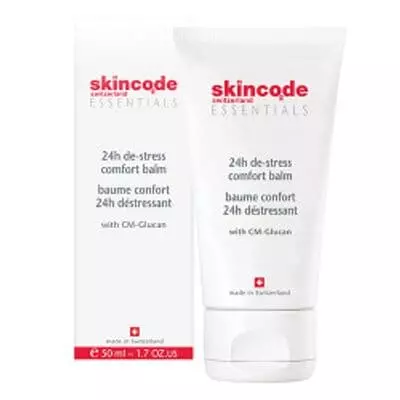 skincode
switzerland
ESSENTIALS
24h de-stress
comfort balm
baume confort
24h déstressant
with CM-Glucan
made in Switzerland
e 50 ml = 1.7 OZ.US
skincode
switzerland
ESSENTIALS
24h de-stress
comfort balm
baume confort
24h déstressant
with CM-Glucan
made in Switzerland